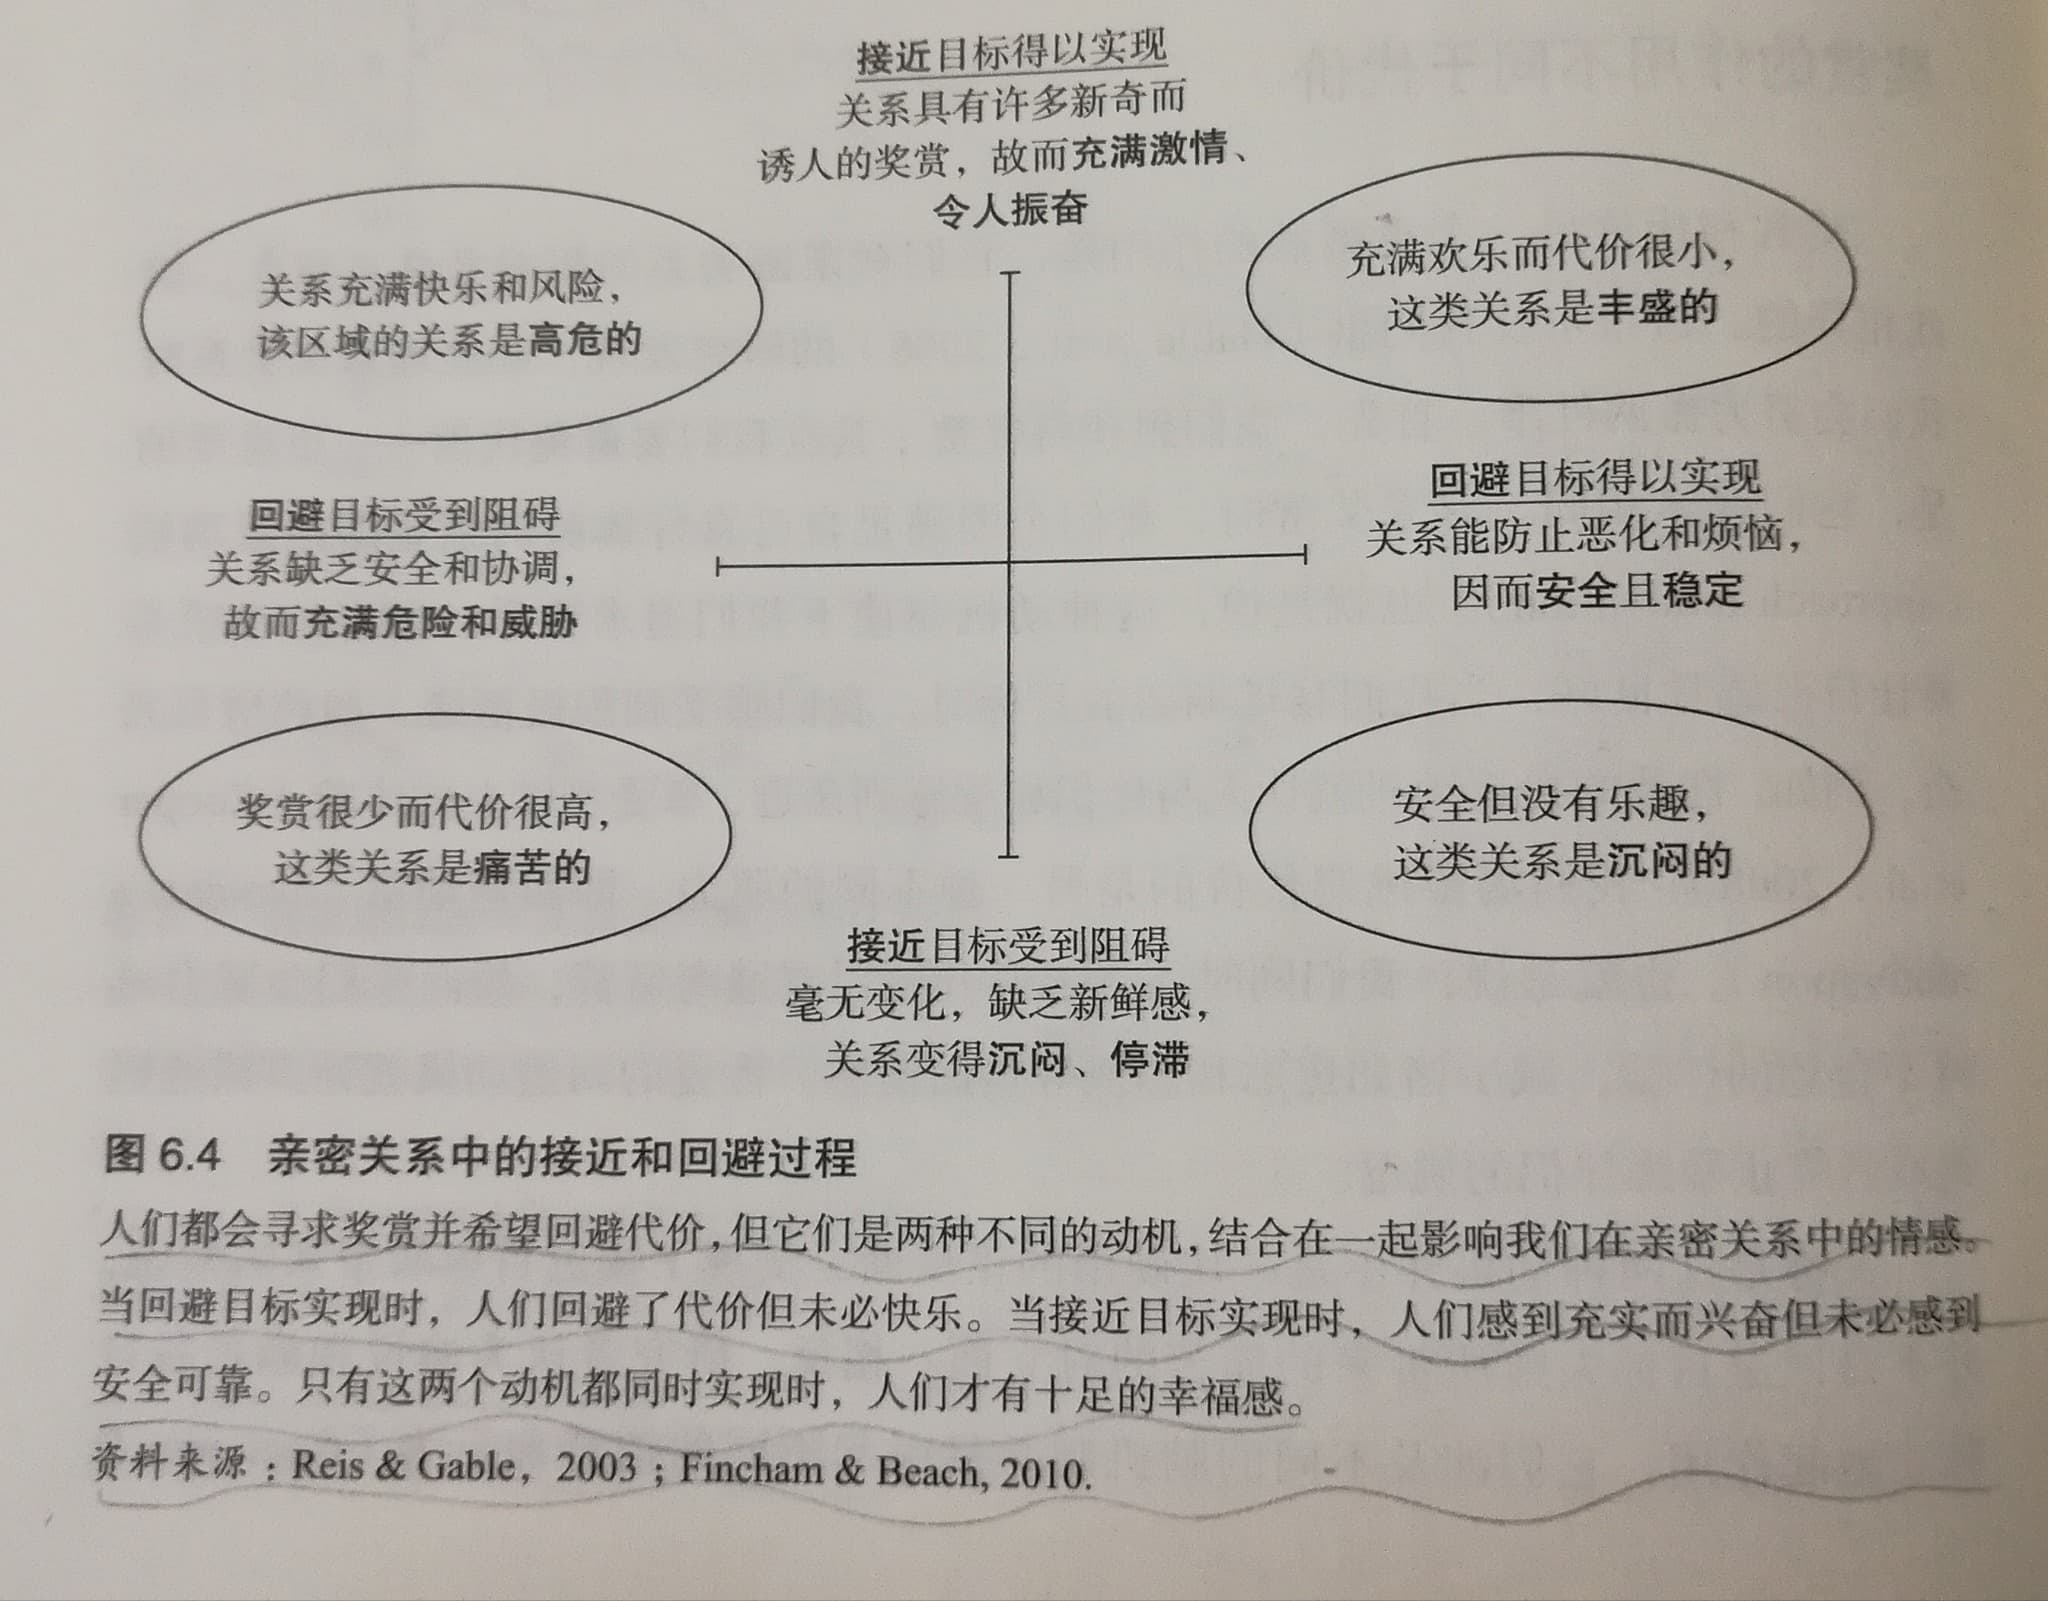 接近目标得以实现
关系具有许多新奇而
诱人的奖赏，故而充满激情、
令人振奋
关系充满快乐和风险，
该区域的关系是高危的
充满欢乐而代价很小，
这类关系是丰盛的
回避目标受到阻碍
关系缺乏安全和协调，
故而充满危险和威胁
回避目标得以实现
关系能防止恶化和烦恼，
因而安全且稳定
奖赏很少而代价很高，
这类关系是痛苦的
安全但没有乐趣，
这类关系是沉闷的
接近目标受到阻碍
毫无变化，缺乏新鲜感，
关系变得沉闷、停滞
图 6.4 亲密关系中的接近和回避过程
人们都会寻求奖赏并希望回避代价，但它们是两种不同的动机，结合在一起影响我们在亲密关系中的情感。
当回避目标实现时，人们回避了代价但未必快乐。当接近目标实现时，人们感到充实而兴奋但未必感到
安全可靠。只有这两个动机都同时实现时，人们才有十足的幸福感。
资料来源：Reis & Gable，2003；Fincham & Beach, 2010.